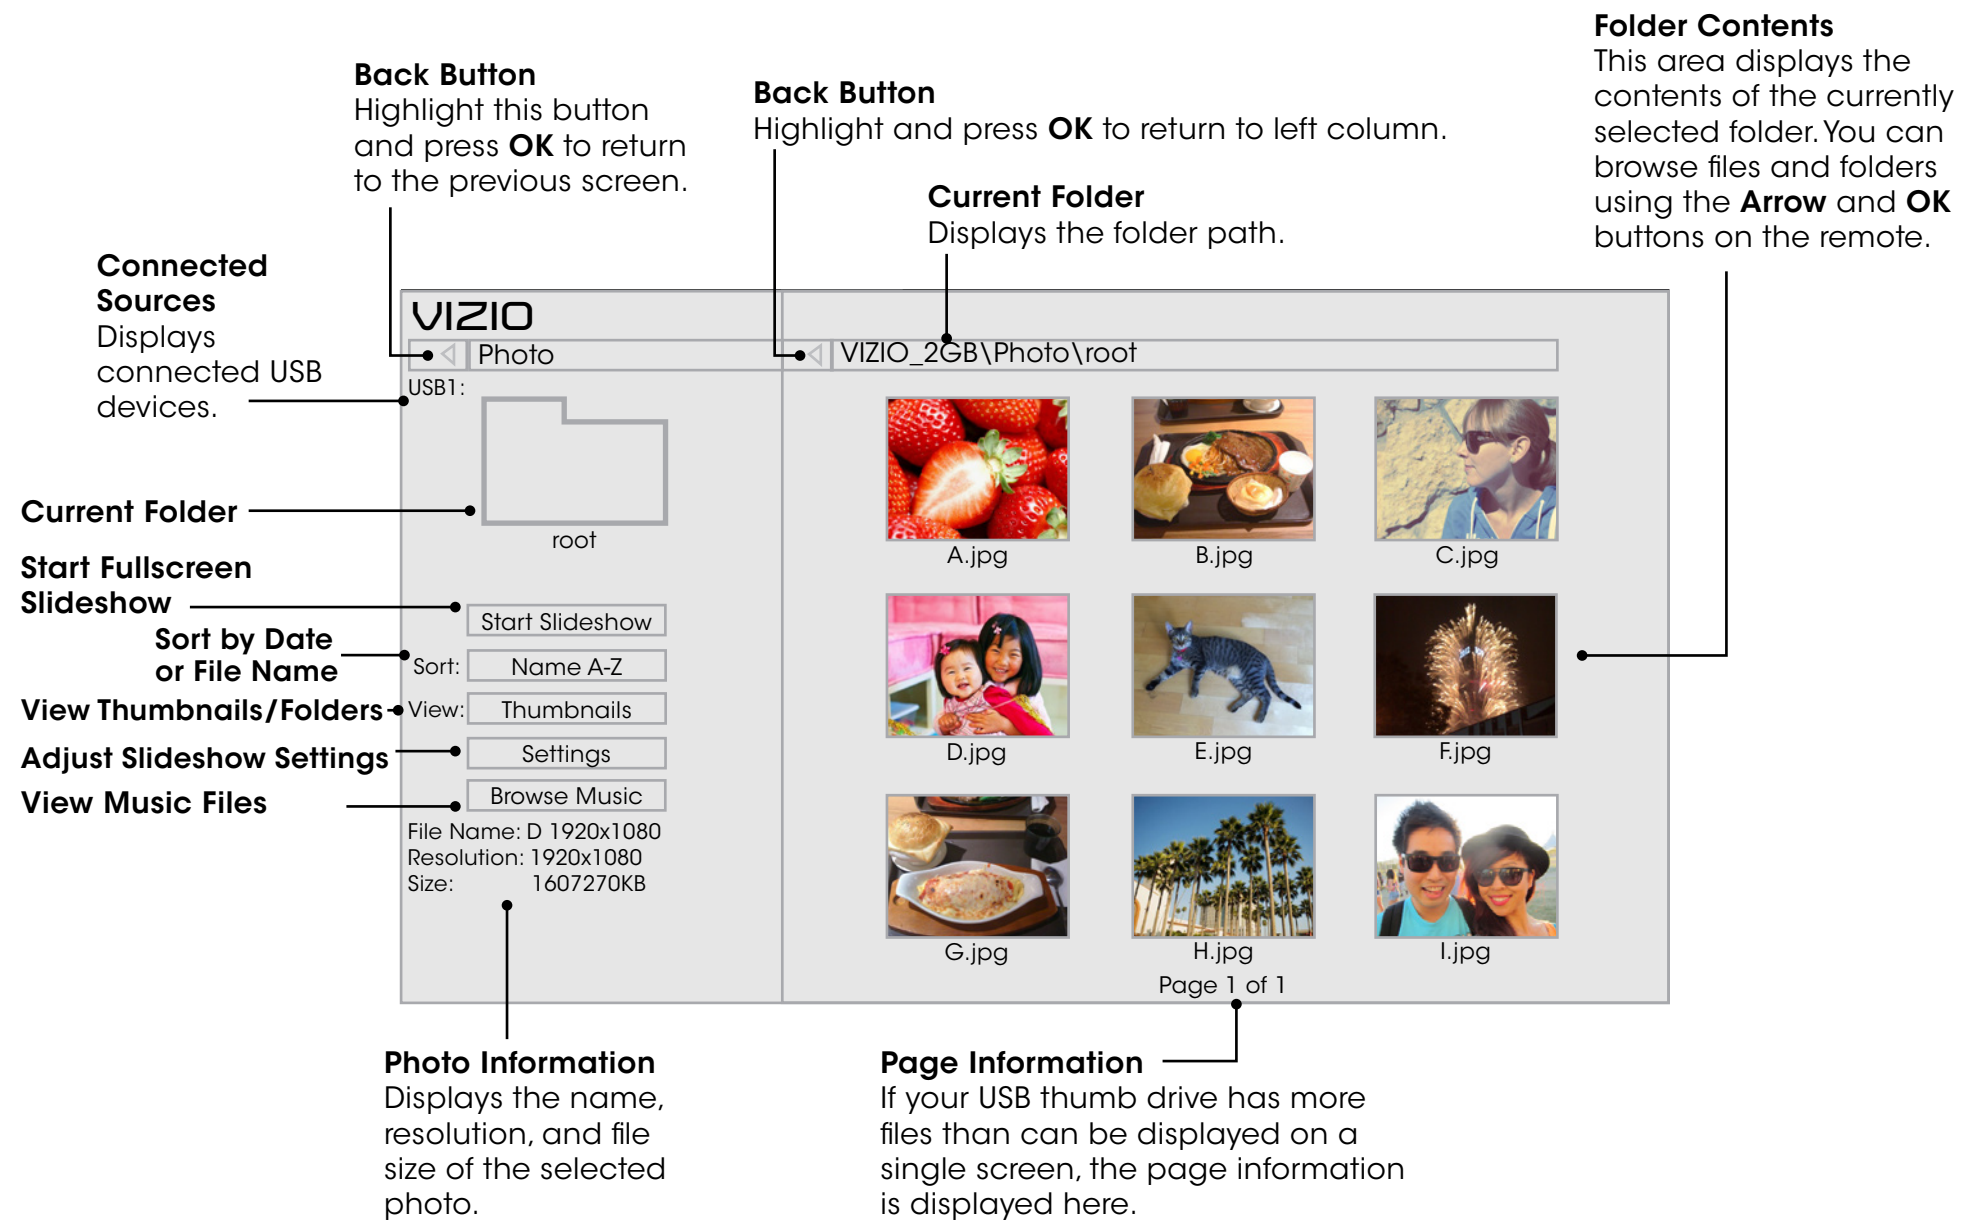 Folder Contents
This area displays the
contents of the currently
selected folder. You can
browse files and folders
using the Arrow and OK
buttons on the remote.
Back Button
Highlight this button
and press OK to return
to the previous screen.
Back Button
Highlight and press OK to return to left column.
Current Folder
Displays the folder path.
Connected
Sources
Displays
connected USB
devices.
Current Folder
Start Fullscreen
Slideshow
Sort by Date
or File Name
View Thumbnails/Folders
Adjust Slideshow Settings
View Music Files
VIZIO
Photo
USB1:
root
Start Slideshow
Sort: Name A-Z
View: Thumbnails
Settings
Browse Music
File Name: D 1920x1080
Resolution: 1920x1080
Size: 1607270KB
VIZIO_2GB\Photo\root
A.jpg B.jpg C.jpg
D.jpg E.jpg F.jpg
G.jpg H.jpg I.jpg
Page 1 of 1
Photo Information
Displays the name,
resolution, and file
size of the selected
photo.
Page Information
If your USB thumb drive has more
files than can be displayed on a
single screen, the page information
is displayed here.